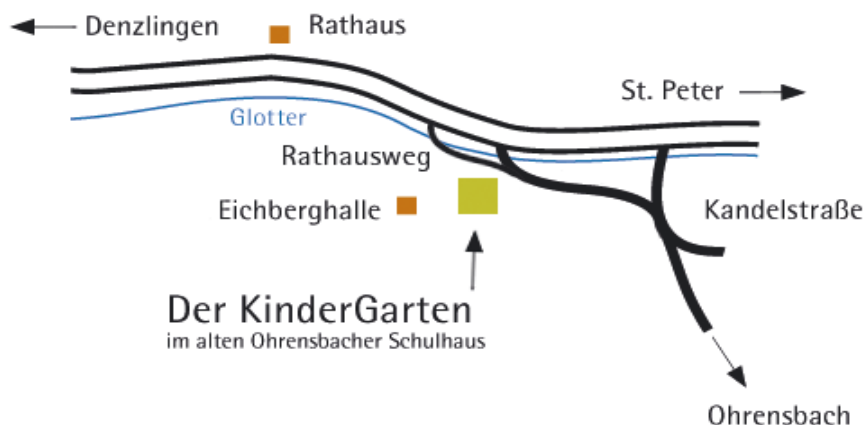 Denzlingen
Rathaus
St. Peter
Glotter
Rathausweg
Eichberghalle
Kandelstraße
Der KinderGarten
im alten Ohrensbacher Schulhaus
Ohrensbach